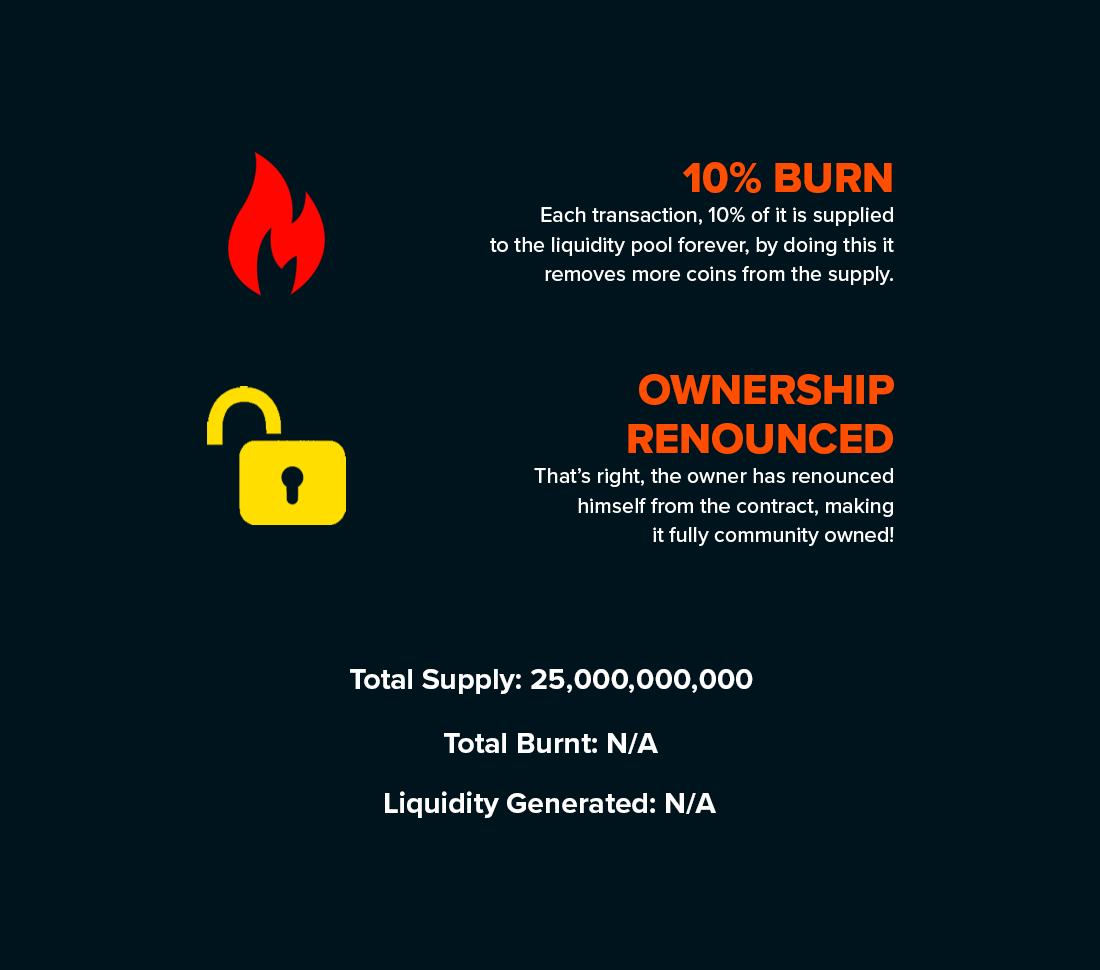 10% BURN
Each transaction, 10% of it is supplied
to the liquidity pool forever, by doing this it
removes more coins from the supply.
OWNERSHIP
RENOUNCED
That’s right, the owner has renounced
himself from the contract, making
it fully community owned!
Total Supply: 25,000,000,000
Total Burnt: N/A
Liquidity Generated: N/A